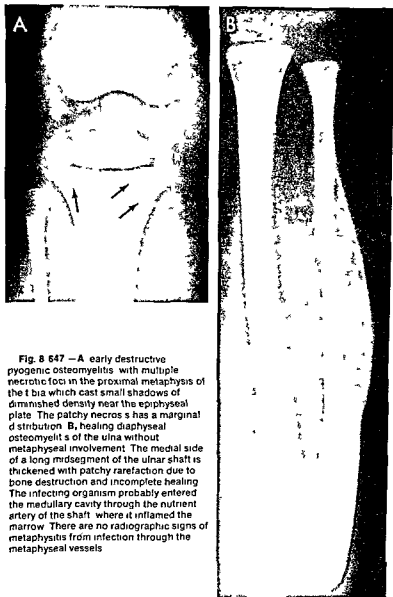 A
B
Fig. 8 647 — A early destructive
pyogenic osteomyelitis with multiple
necrotic foci in the proximal metaphysis of
the t bia which cast small shadows of
diminished density near the epiphyseal
plate The patchy necros s has a marginal
d stribution B, healing diaphyseal
osteomyelit s of the ulna without
metaphyseal involvement The medial side
of a long midsegment of the ulnar shaft is
thickened with patchy rarefaction due to
bone destruction and incomplete healing
The infecting organism probably entered
the medullary cavity through the nutrient
artery of the shaft where it inflamed the
marrow There are no radiographic signs of
metaphysitis from infection through the
metaphyseal vessels